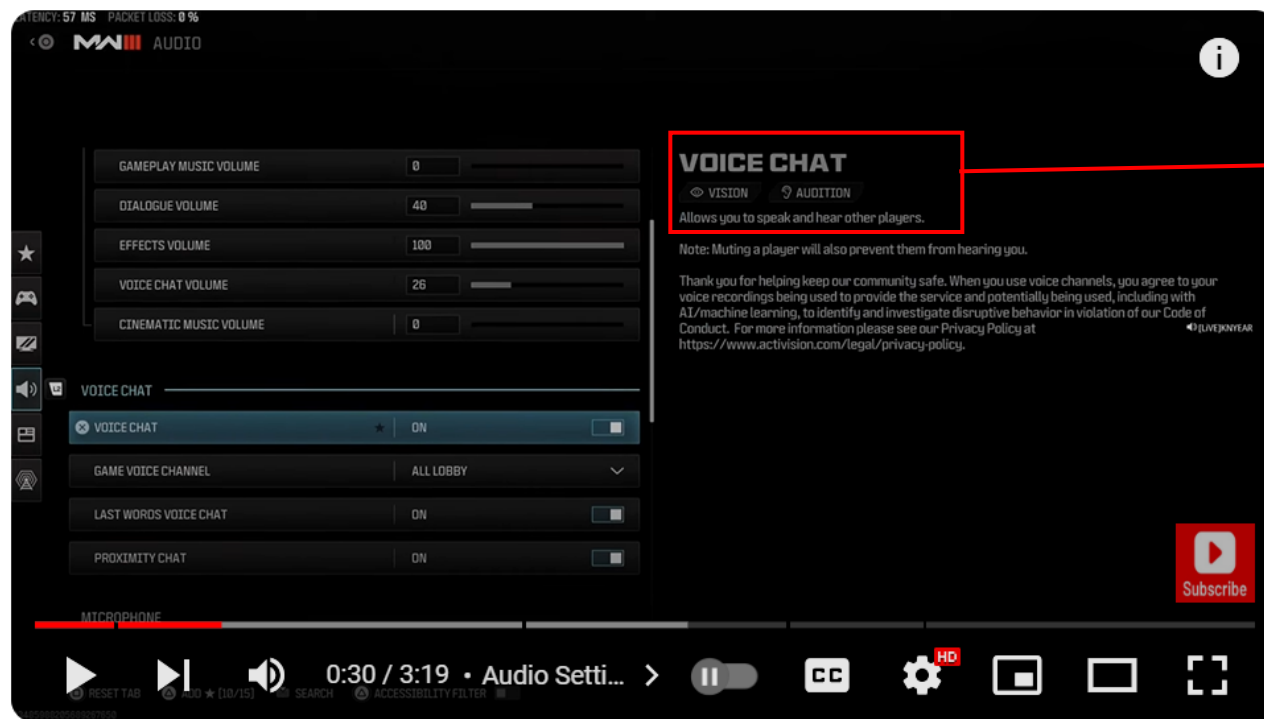 LATENCY: 57 MS PACKET LOSS: 0 %
MWIII AUDIO
GAMEPLAY MUSIC VOLUME 0
DIALOGUE VOLUME 40
EFFECTS VOLUME 100
VOICE CHAT VOLUME 26
CINEMATIC MUSIC VOLUME 0
L2 VOICE CHAT
VOICE CHAT ON
GAME VOICE CHANNEL ALL LOBBY
LAST WORDS VOICE CHAT ON
PROXIMITY CHAT ON
MICROPHONE
VOICE CHAT
VISION AUDITION
Allows you to speak and hear other players.
Note: Muting a player will also prevent them from hearing you.
Thank you for helping keep our community safe. When you use voice channels, you agree to your
voice recordings being used to provide the service and potentially being used, including with
AI/machine learning, to identify and investigate disruptive behavior in violation of our Code of
Conduct. For more information please see our Privacy Policy at
https://www.activision.com/legal/privacy-policy.
[LIVE]KNYEAR
Subscribe
0:30 / 3:19 • Audio Setti...
CC
HD
RESET TAB ADD ★ [10/15] SEARCH ACCESSIBILITY FILTER